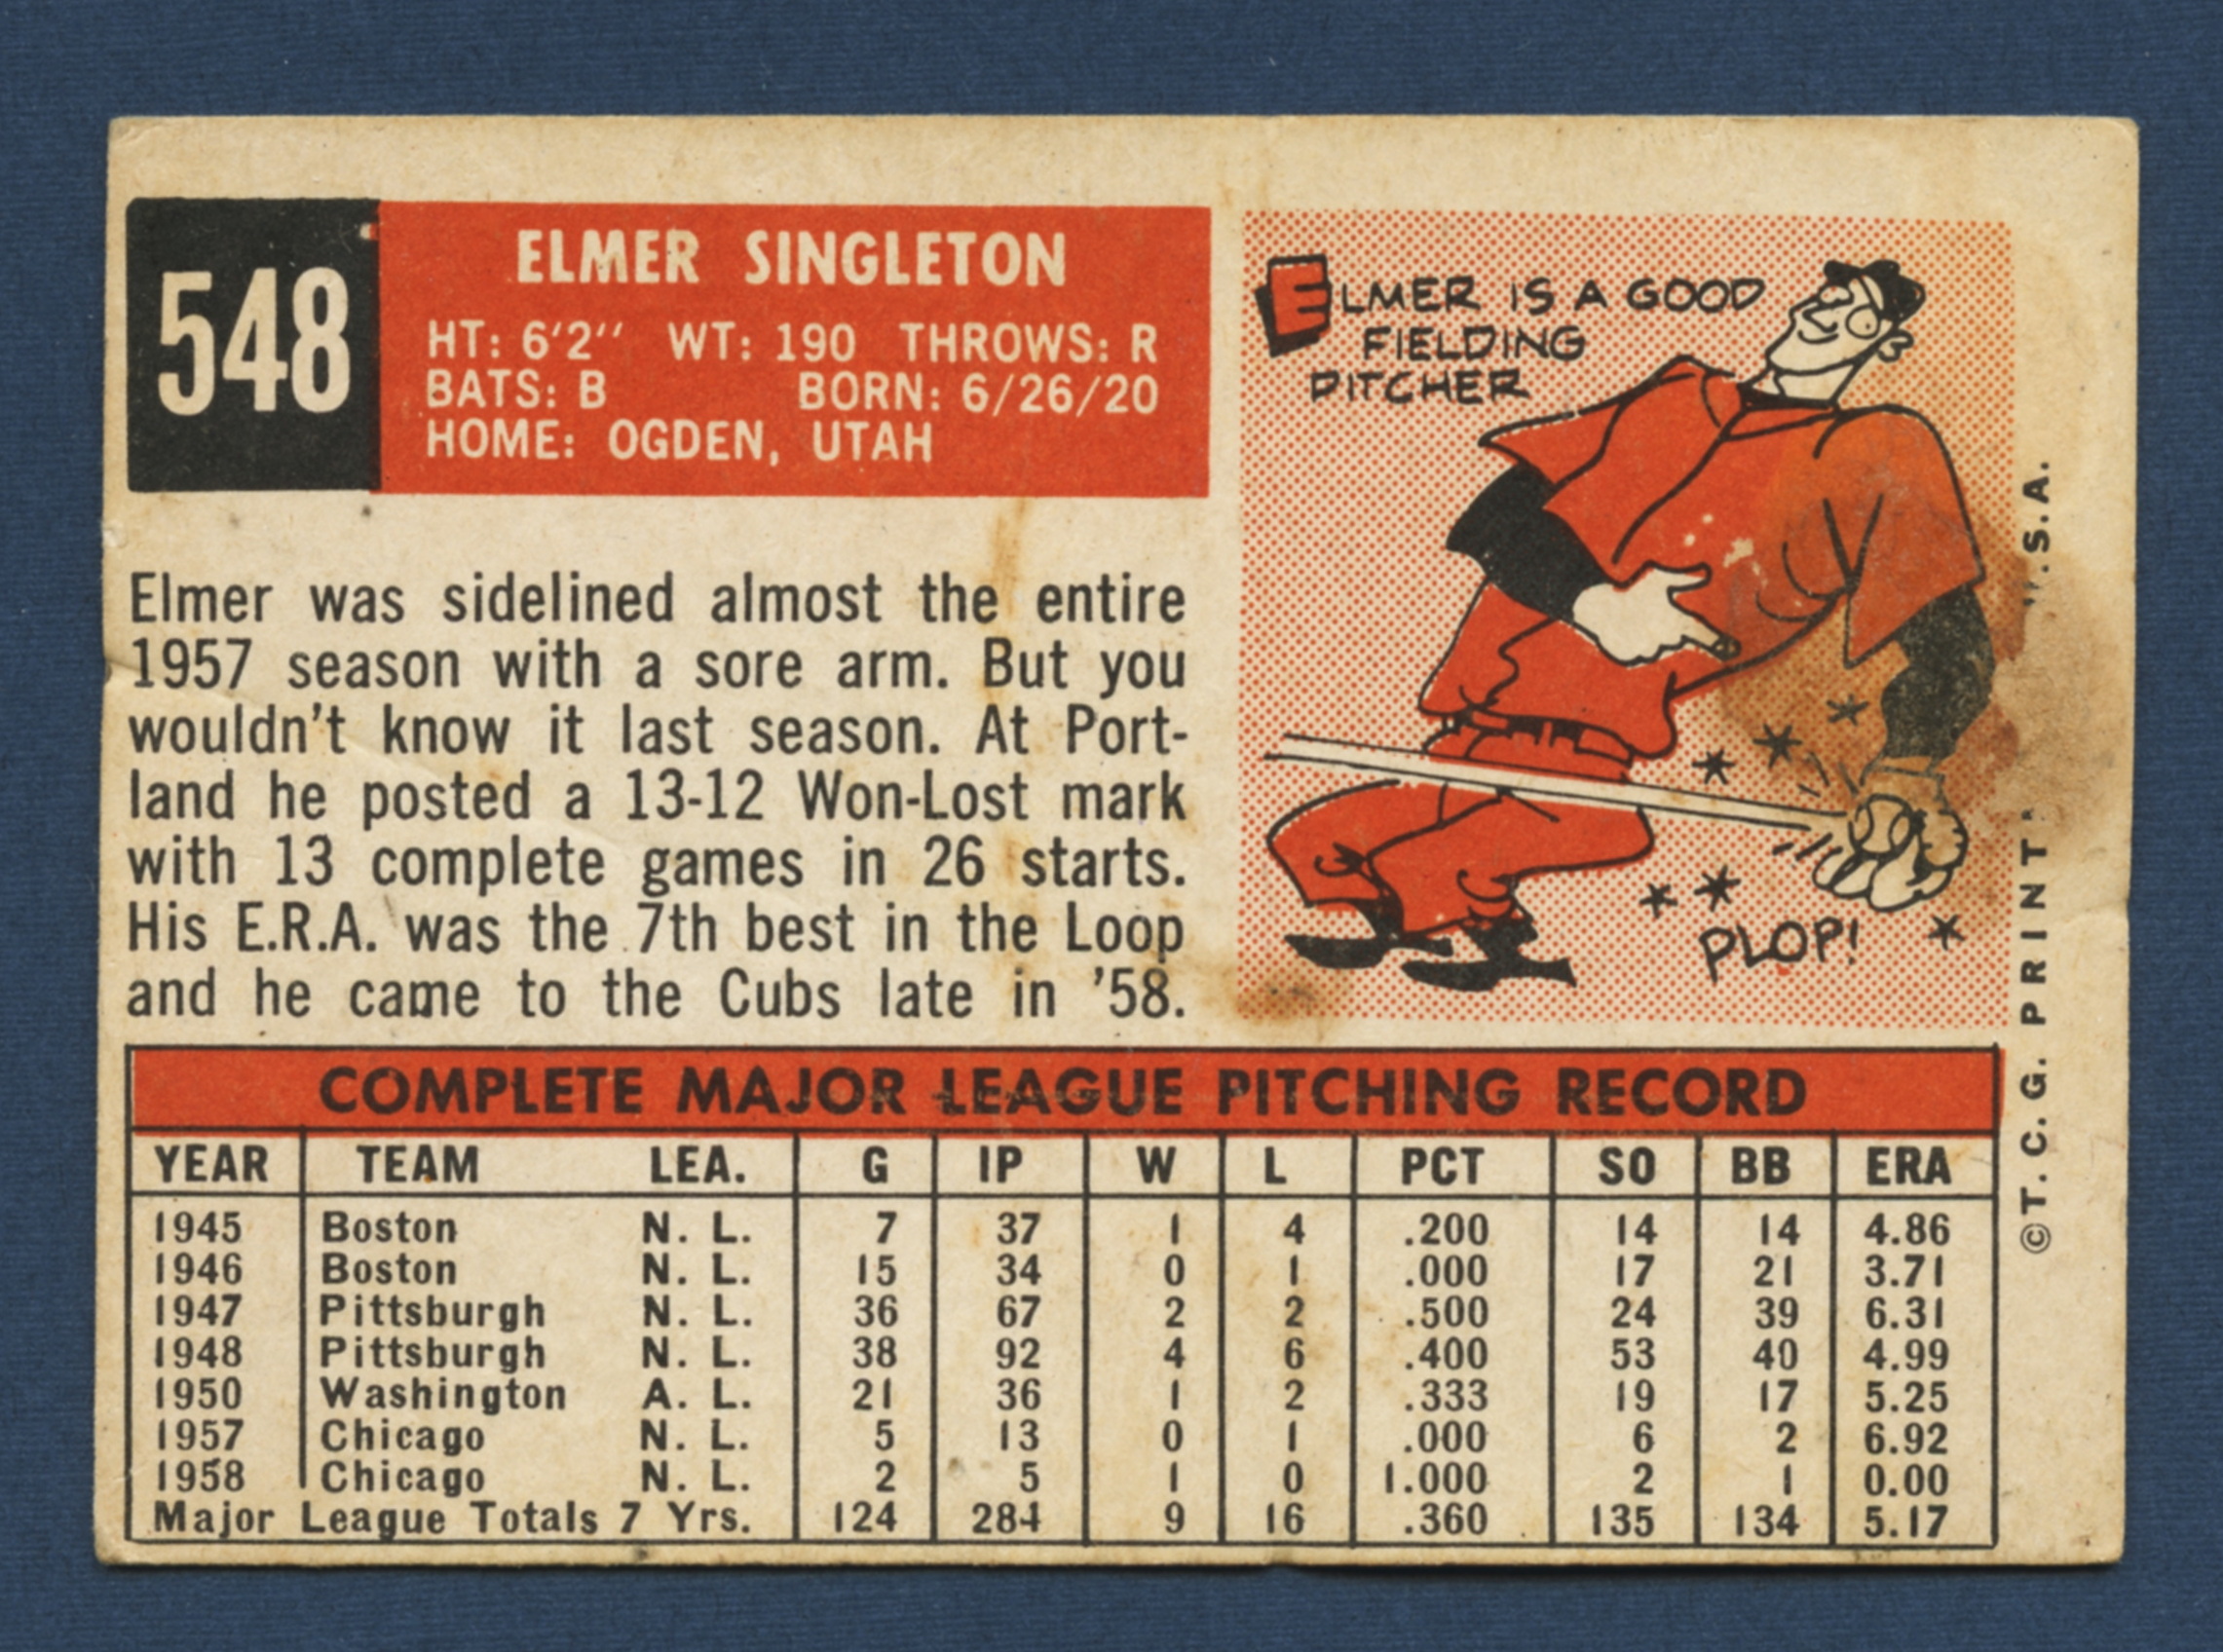 548
ELMER SINGLETON
HT: 6'2" WT: 190 THROWS: R
BATS: B BORN: 6/26/20
HOME: OGDEN, UTAH
Elmer was sidelined almost the entire
1957 season with a sore arm. But you
wouldn't know it last season. At Port-
land he posted a 13-12 Won-Lost mark
with 13 complete games in 26 starts.
His E.R.A. was the 7th best in the Loop
and he came to the Cubs late in '58.
ELMER IS A GOOD
FIELDING
PITCHER
PLOP!
COMPLETE MAJOR LEAGUE PITCHING RECORD
YEAR TEAM LEA. G IP W L PCT SO BB ERA
1945 Boston N. L. 7 37 1 4 .200 14 14 4.86
1946 Boston N. L. 15 34 0 1 .000 17 21 3.71
1947 Pittsburgh N. L. 36 67 2 2 .500 24 39 6.31
1948 Pittsburgh N. L. 38 92 4 6 .400 53 40 4.99
1950 Washington A. L. 21 36 1 2 .333 19 17 5.25
1957 Chicago N. L. 5 13 0 1 .000 6 2 6.92
1958 Chicago N. L. 2 5 1 0 1.000 2 1 0.00
Major League Totals 7 Yrs. 124 284 9 16 .360 135 134 5.17
©T. C. G. PRINT
.S.A.